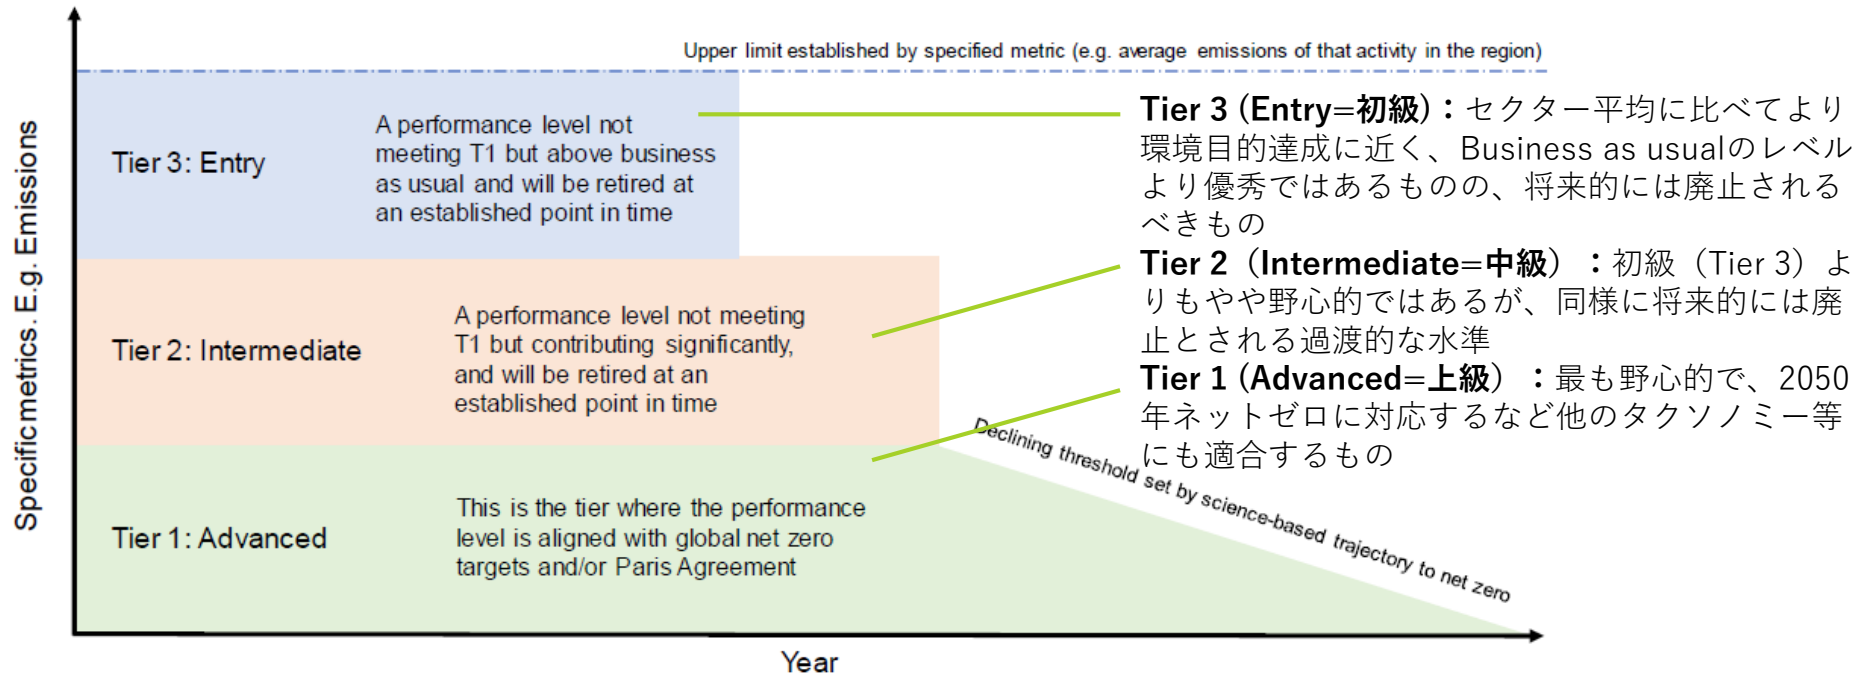 Upper limit established by specified metric (e.g. average emissions of that activity in the region)
Specific metrics. E.g. Emissions
Tier 3: Entry
A performance level not
meeting T1 but above business
as usual and will be retired at
an established point in time
Tier 2: Intermediate
A performance level not meeting
T1 but contributing significantly,
and will be retired at an
established point in time
Tier 1: Advanced
This is the tier where the performance
level is aligned with global net zero
targets and/or Paris Agreement
Declining threshold set by science-based trajectory to net zero
Year
Tier 3 (Entry=初級)：セクター平均に比べてより
環境目的達成に近く、Business as usualのレベル
より優秀ではあるものの、将来的には廃止される
べきもの
Tier 2（Intermediate=中級）：初級（Tier 3）よ
りもやや野心的ではあるが、同様に将来的には廃
止とされる過渡的な水準
Tier 1 (Advanced=上級）：最も野心的で、2050
年ネットゼロに対応するなど他のタクソノミー等
にも適合するもの